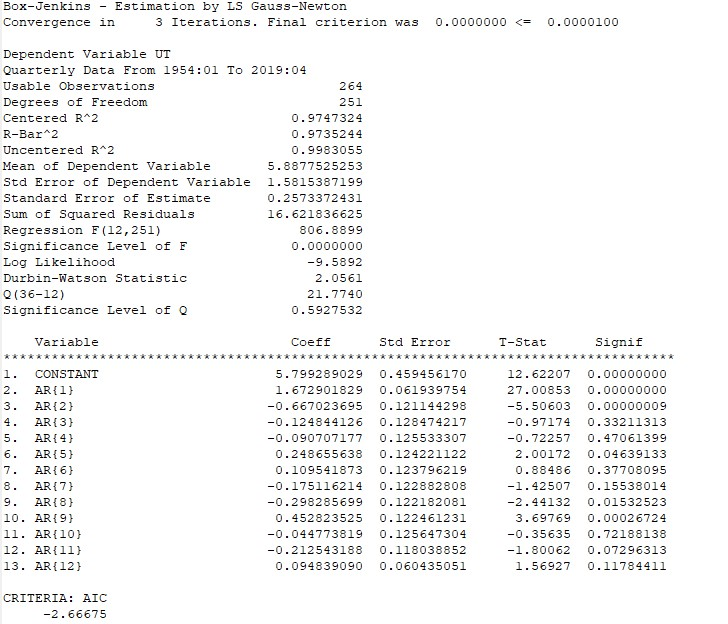 Box-Jenkins - Estimation by LS Gauss-Newton
Convergence in     3 Iterations. Final criterion was  0.0000000 <=  0.0000100
Dependent Variable UT
Quarterly Data From 1954:01 To 2019:04
Usable Observations 264
Degrees of Freedom 251
Centered R^2 0.9747324
R-Bar^2 0.9735244
Uncentered R^2 0.9983055
Mean of Dependent Variable 5.8877525253
Std Error of Dependent Variable 1.5815387199
Standard Error of Estimate 0.2573372431
Sum of Squared Residuals 16.621836625
Regression F(12,251) 806.8899
Significance Level of F 0.0000000
Log Likelihood -9.5892
Durbin-Watson Statistic 2.0561
Q(36-12) 21.7740
Significance Level of Q 0.5927532
Variable Coeff Std Error T-Stat Signif
************************************************************************************
1. CONSTANT 5.799289029 0.459456170 12.62207 0.00000000
2. AR{1} 1.672901829 0.061939754 27.00853 0.00000000
3. AR{2} -0.667023695 0.121144298 -5.50603 0.00000009
4. AR{3} -0.124844126 0.128474217 -0.97174 0.33211313
5. AR{4} -0.090707177 0.125533307 -0.72257 0.47061399
6. AR{5} 0.248655638 0.124221122 2.00172 0.04639133
7. AR{6} 0.109541873 0.123796219 0.88486 0.37708095
8. AR{7} -0.175116214 0.122882808 -1.42507 0.15538014
9. AR{8} -0.298285699 0.122182081 -2.44132 0.01532523
10. AR{9} 0.452823525 0.122461231 3.69769 0.00026724
11. AR{10} -0.044773819 0.125647304 -0.35635 0.72188138
12. AR{11} -0.212543188 0.118038852 -1.80062 0.07296313
13. AR{12} 0.094839090 0.060435051 1.56927 0.11784411
CRITERIA: AIC
-2.66675